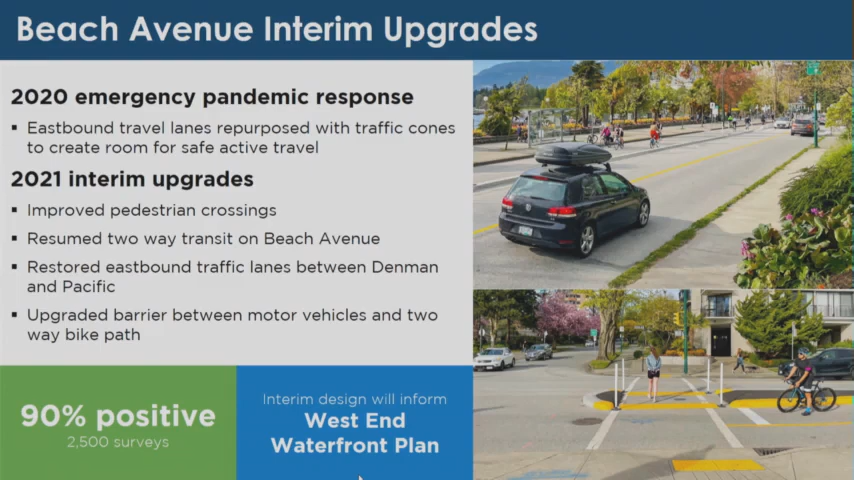 Beach Avenue Interim Upgrades
2020 emergency pandemic response
▪ Eastbound travel lanes repurposed with traffic cones
to create room for safe active travel
2021 interim upgrades
▪ Improved pedestrian crossings
▪ Resumed two way transit on Beach Avenue
▪ Restored eastbound traffic lanes between Denman
and Pacific
▪ Upgraded barrier between motor vehicles and two
way bike path
90% positive
2,500 surveys
Interim design will inform
West End
Waterfront Plan